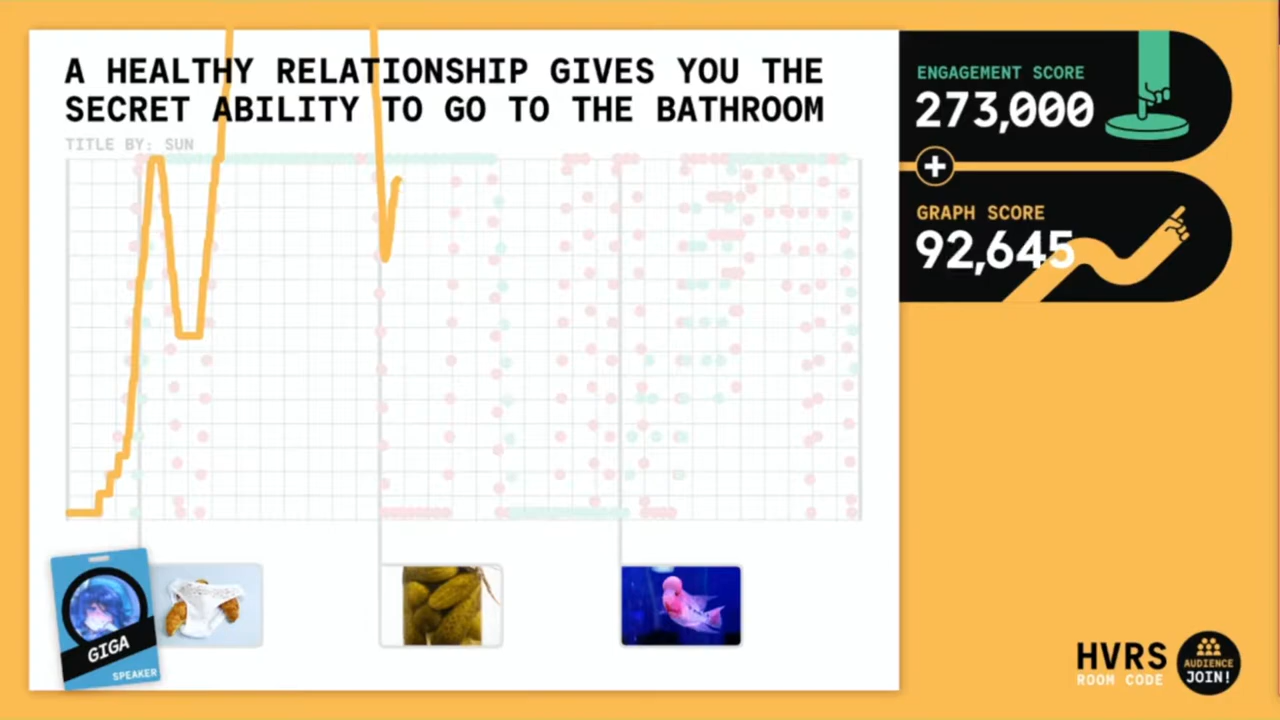 A HEALTHY RELATIONSHIP GIVES YOU THE
SECRET ABILITY TO GO TO THE BATHROOM
TITLE BY: SUN
ENGAGEMENT SCORE
273,000
+
GRAPH SCORE
92,645
GIGA
SPEAKER
HVRS
ROOM CODE
AUDIENCE
JOIN!